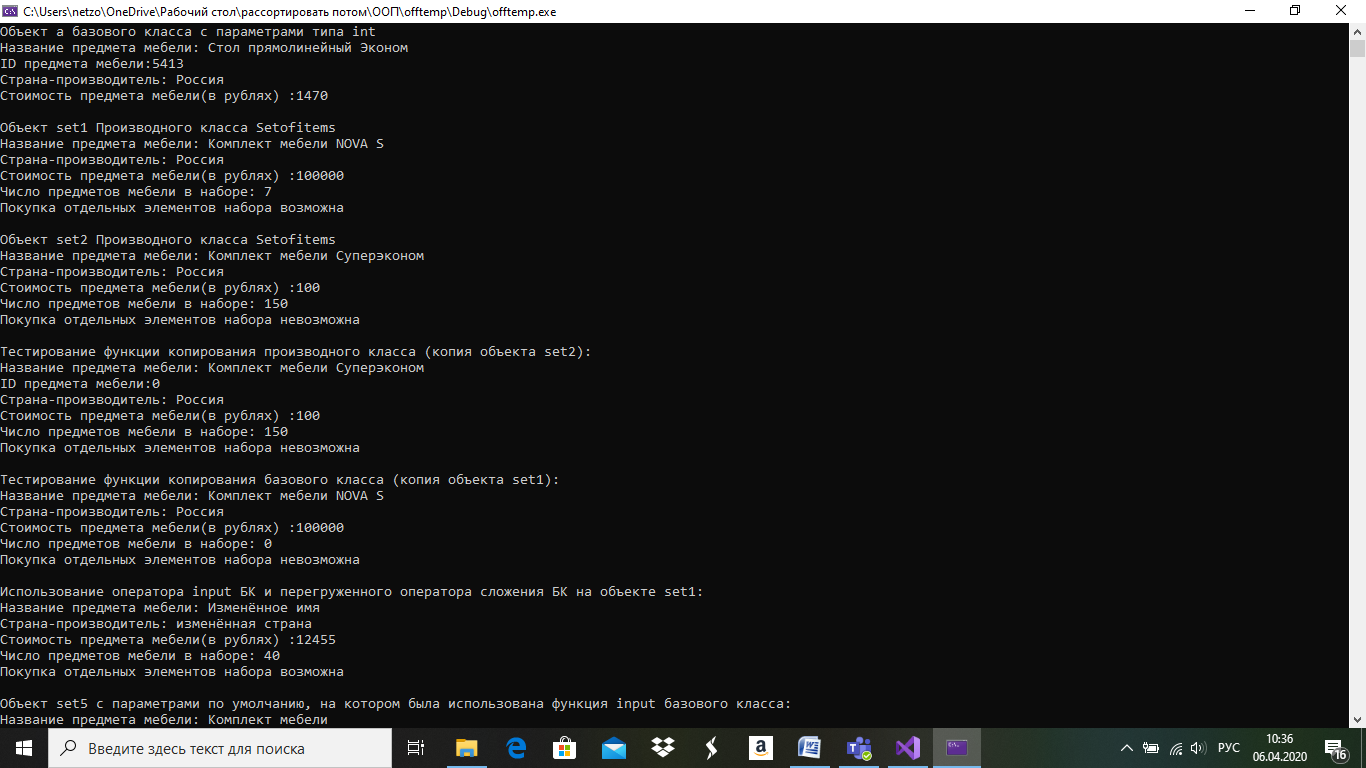 C:\Users\netzo\OneDrive\Рабочий стол\рассортировать потом\ООП\offtemp\Debug\offtemp.exe
Объект a базового класса с параметрами типа int
Название предмета мебели: Стол прямолинейный Эконом
ID предмета мебели:5413
Страна-производитель: Россия
Стоимость предмета мебели(в рублях) :1470
Объект set1 Производного класса Setofitems
Название предмета мебели: Комплект мебели NOVA S
Страна-производитель: Россия
Стоимость предмета мебели(в рублях) :100000
Число предметов мебели в наборе: 7
Покупка отдельных элементов набора возможна
Объект set2 Производного класса Setofitems
Название предмета мебели: Комплект мебели Суперэконом
Страна-производитель: Россия
Стоимость предмета мебели(в рублях) :100
Число предметов мебели в наборе: 150
Покупка отдельных элементов набора невозможна
Тестирование функции копирования производного класса (копия объекта set2):
Название предмета мебели: Комплект мебели Суперэконом
ID предмета мебели:0
Страна-производитель: Россия
Стоимость предмета мебели(в рублях) :100
Число предметов мебели в наборе: 150
Покупка отдельных элементов набора невозможна
Тестирование функции копирования базового класса (копия объекта set1):
Название предмета мебели: Комплект мебели NOVA S
Страна-производитель: Россия
Стоимость предмета мебели(в рублях) :100000
Число предметов мебели в наборе: 0
Покупка отдельных элементов набора невозможна
Использование оператора input БК и перегруженного оператора сложения БК на объекте set1:
Название предмета мебели: Изменённое имя
Страна-производитель: изменённая страна
Стоимость предмета мебели(в рублях) :12455
Число предметов мебели в наборе: 40
Покупка отдельных элементов набора возможна
Объект set5 с параметрами по умолчанию, на котором была использована функция input базового класса:
Название предмета мебели: Комплект мебели
Введите здесь текст для поиска
РУС
10:36
06.04.2020
16